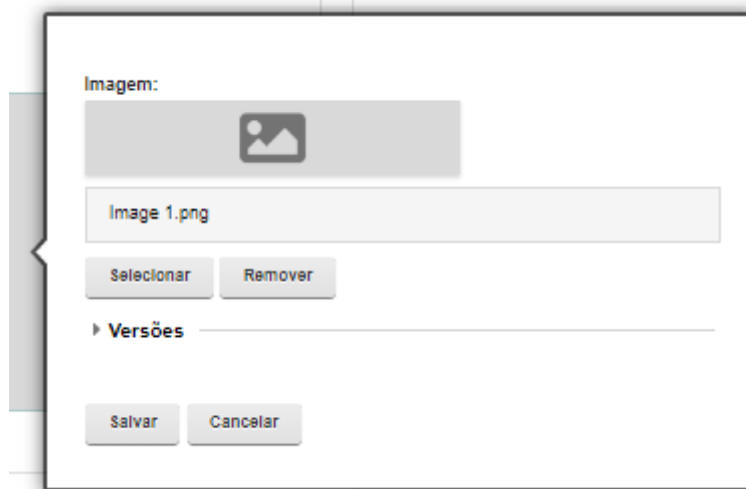 Imagem:
Image 1.png
Selecionar Remover
Versões
Salvar Cancelar